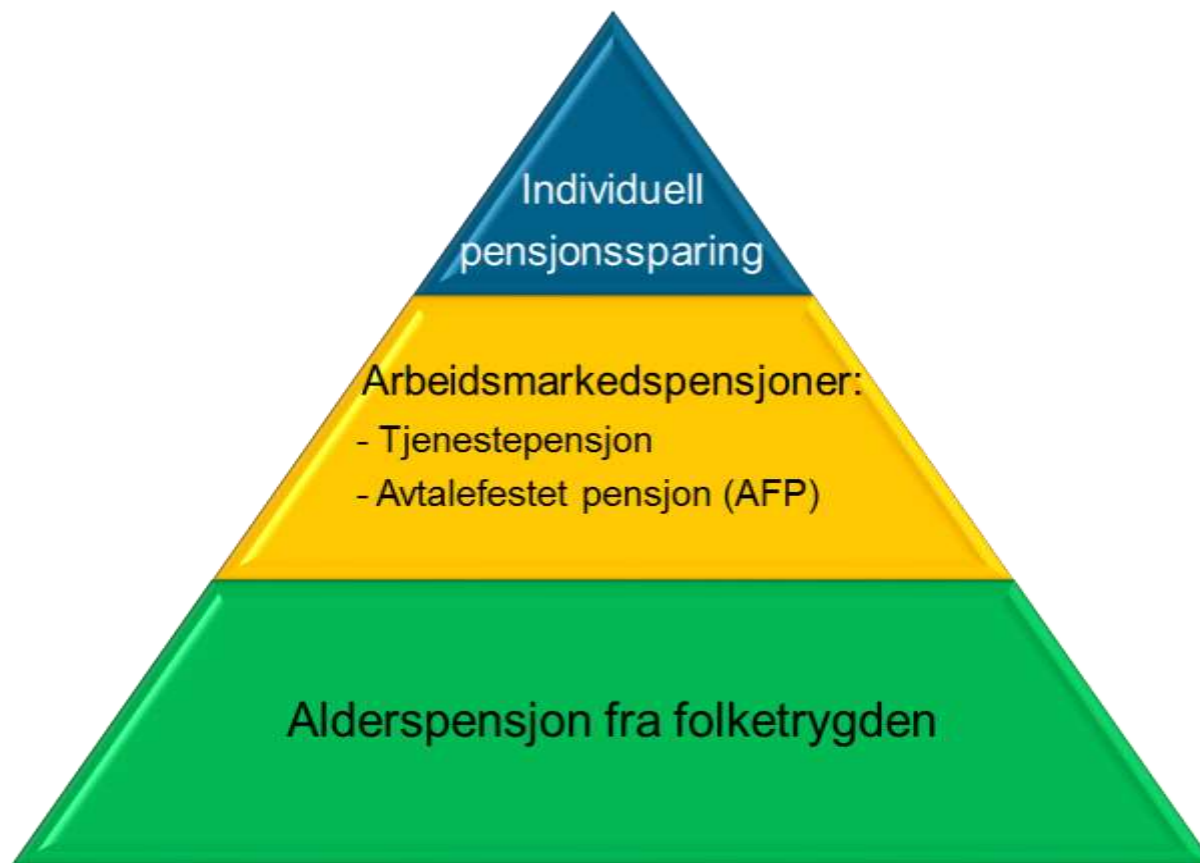 Individuell
pensjonssparing
Arbeidsmarkedspensjoner:
- Tjenestepensjon
- Avtalefestet pensjon (AFP)
Alderspensjon fra folketrygden